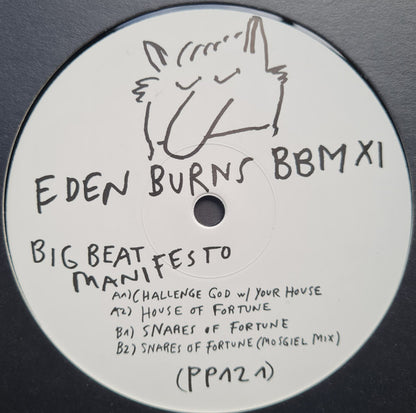 EDEN BURNS BBM XI
BIG BEAT
MANIFESTO
A1) CHALLENGE GOD W/ YOUR HOUSE
A2) HOUSE OF FORTUNE
B1) SNARES OF FORTUNE
B2) SNARES OF FORTUNE (MOSGIEL MIX)
(PP121)